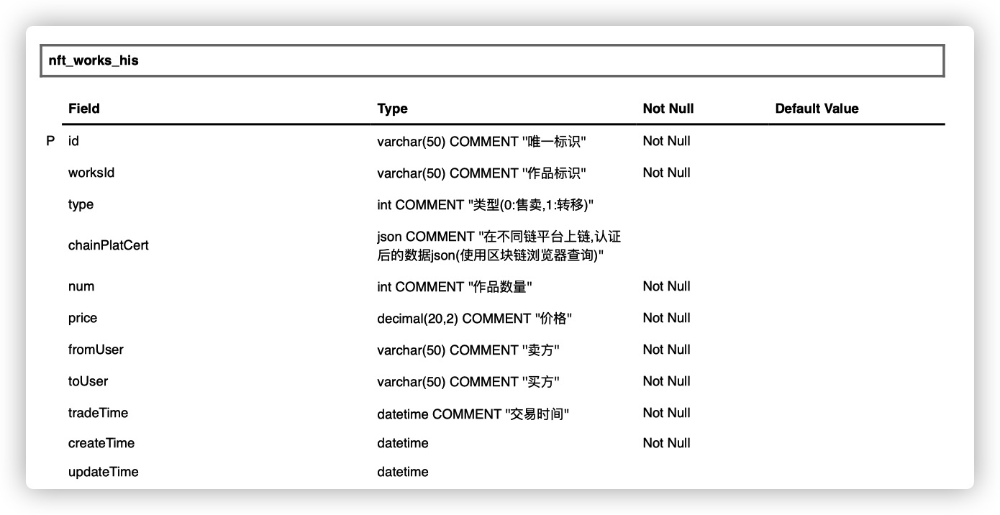 nft_works_his
Field Type Not Null Default Value
P id varchar(50) COMMENT "唯一标识" Not Null
worksId varchar(50) COMMENT "作品标识" Not Null
type int COMMENT "类型(0:售卖,1:转移)"
chainPlatCert json COMMENT "在不同链平台上链,认证
后的数据json(使用区块链浏览器查询)"
num int COMMENT "作品数量" Not Null
price decimal(20,2) COMMENT "价格" Not Null
fromUser varchar(50) COMMENT "卖方" Not Null
toUser varchar(50) COMMENT "买方" Not Null
tradeTime datetime COMMENT "交易时间" Not Null
createTime datetime Not Null
updateTime datetime